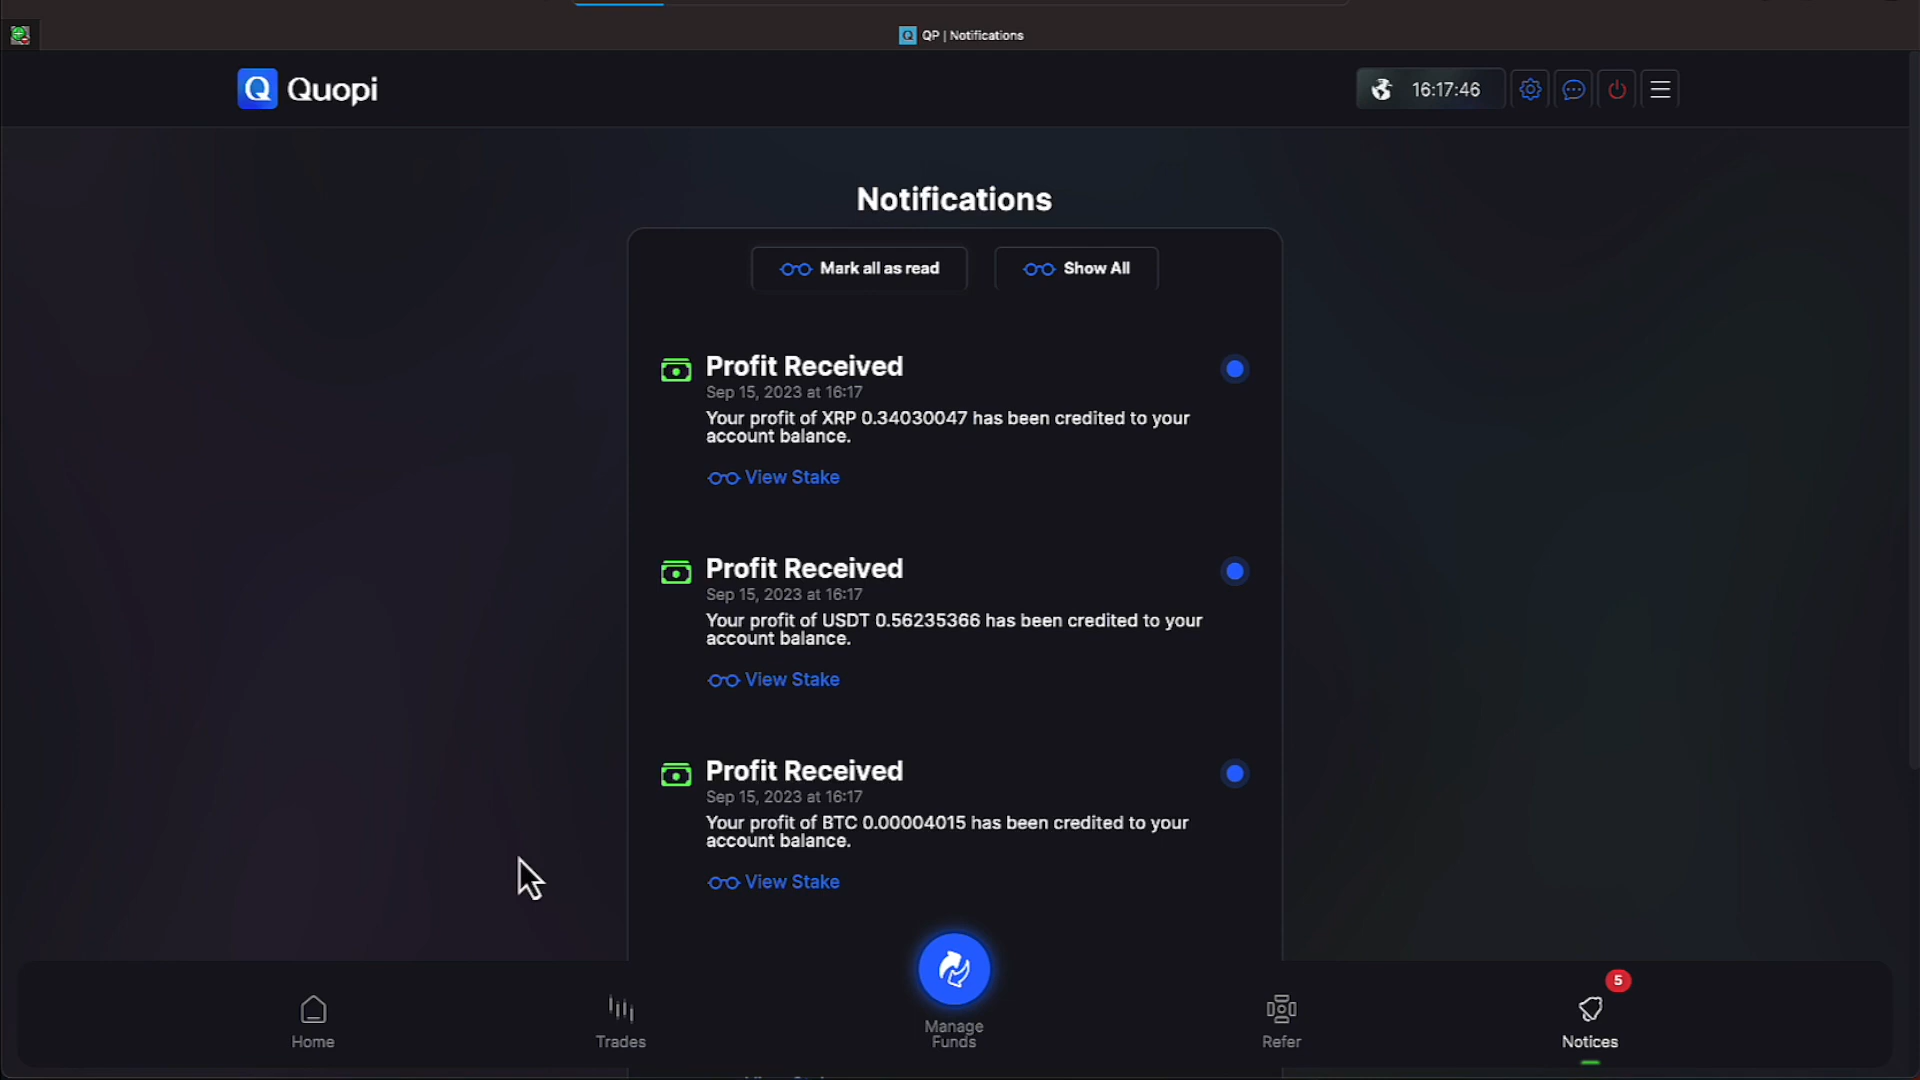 QP | Notifications
Quopi
16:17:46
Notifications
Mark all as read
Show All
Profit Received
Sep 15, 2023 at 16:17
Your profit of XRP 0.34030047 has been credited to your
account balance.
View Stake
Profit Received
Sep 15, 2023 at 16:17
Your profit of USDT 0.56235366 has been credited to your
account balance.
View Stake
Profit Received
Sep 15, 2023 at 16:17
Your profit of BTC 0.00004015 has been credited to your
account balance.
View Stake
Home
Trades
Manage
Funds
Refer
5
Notices